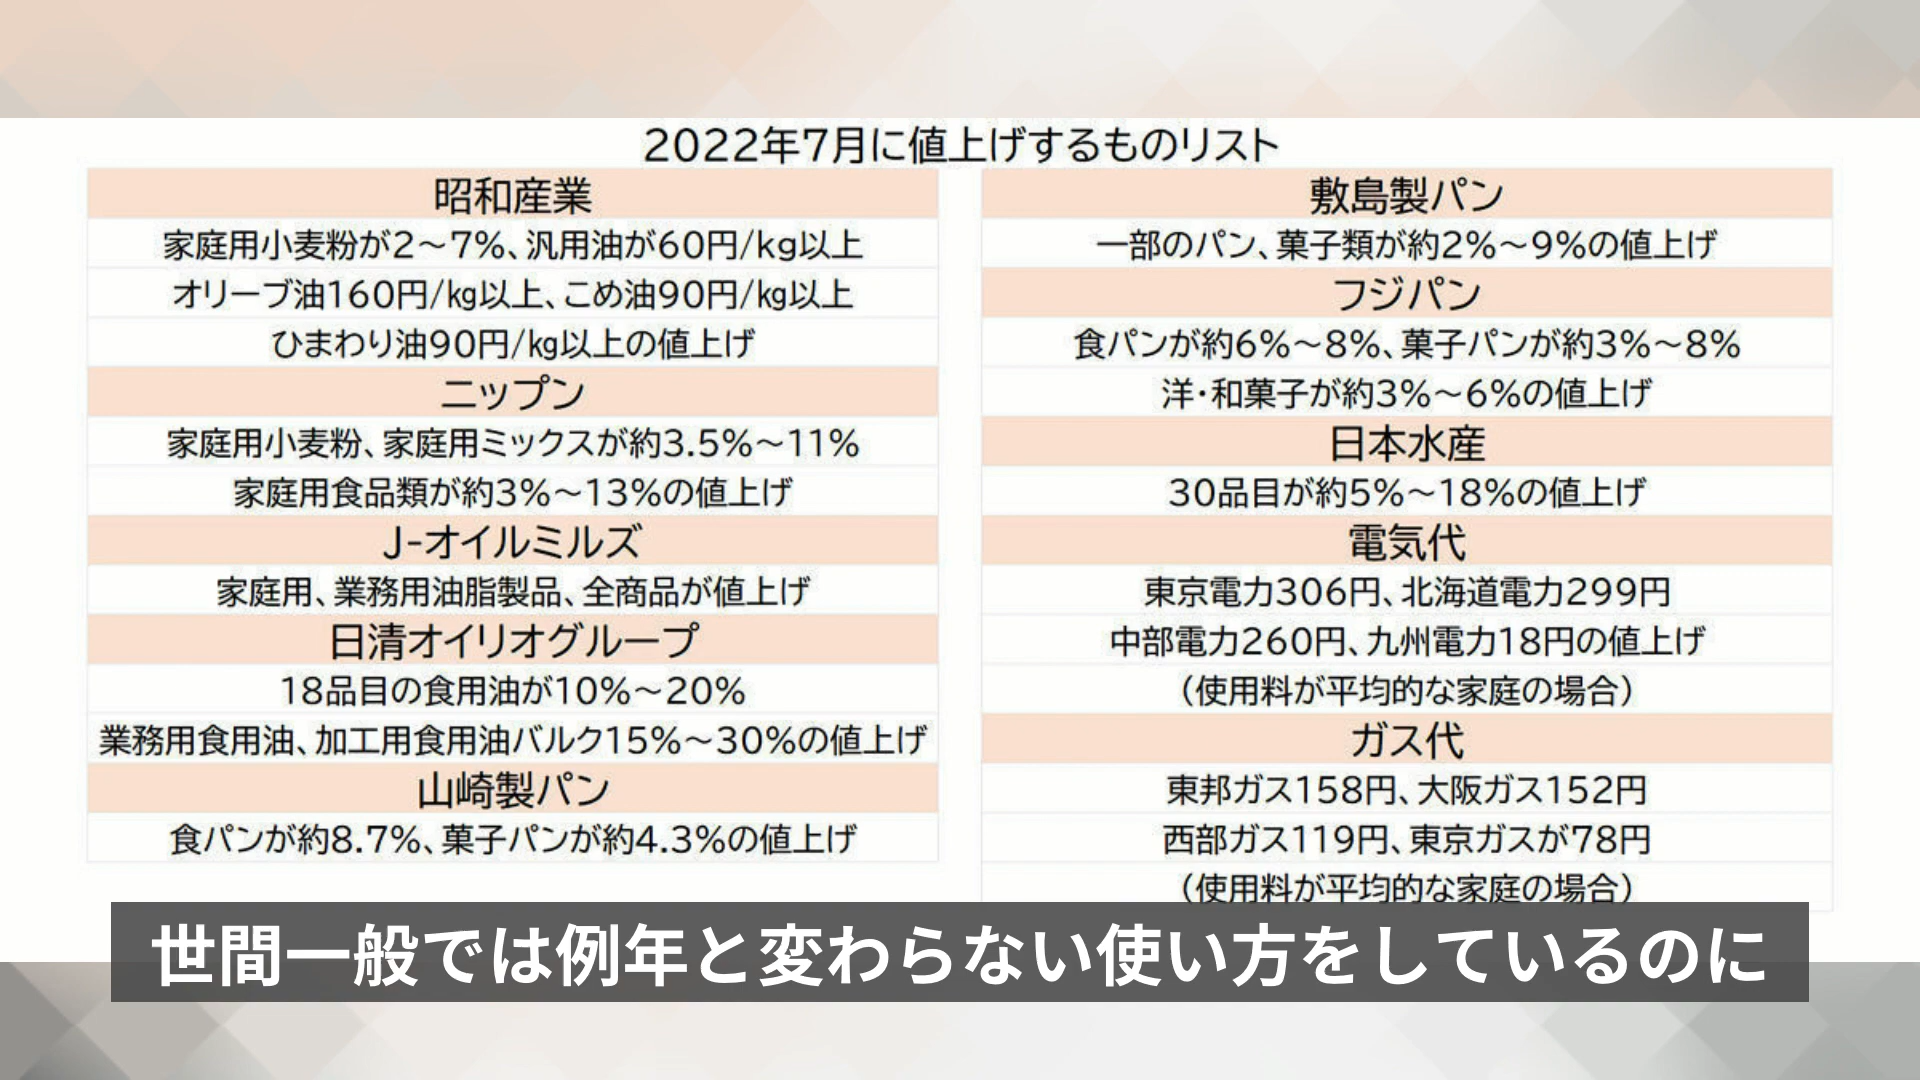 2022年7月に値上げするものリスト
昭和産業
家庭用小麦粉が2～7%、汎用油が60円/kg以上
オリーブ油160円/kg以上、こめ油90円/kg以上
ひまわり油90円/kg以上の値上げ
ニップン
家庭用小麦粉、家庭用ミックスが約3.5%～11%
家庭用食品類が約3%～13%の値上げ
J-オイルミルズ
家庭用、業務用油脂製品、全商品が値上げ
日清オイリオグループ
18品目の食用油が10%～20%
業務用食用油、加工用食用油バルク15%～30%の値上げ
山崎製パン
食パンが約8.7%、菓子パンが約4.3%の値上げ
敷島製パン
一部のパン、菓子類が約2%～9%の値上げ
フジパン
食パンが約6%～8%、菓子パンが約3%～8%
洋・和菓子が約3%～6%の値上げ
日本水産
30品目が約5%～18%の値上げ
電気代
東京電力306円、北海道電力299円
中部電力260円、九州電力18円の値上げ
（使用料が平均的な家庭の場合）
ガス代
東邦ガス158円、大阪ガス152円
西部ガス119円、東京ガスが78円
（使用料が平均的な家庭の場合）
世間一般では例年と変わらない使い方をしているのに